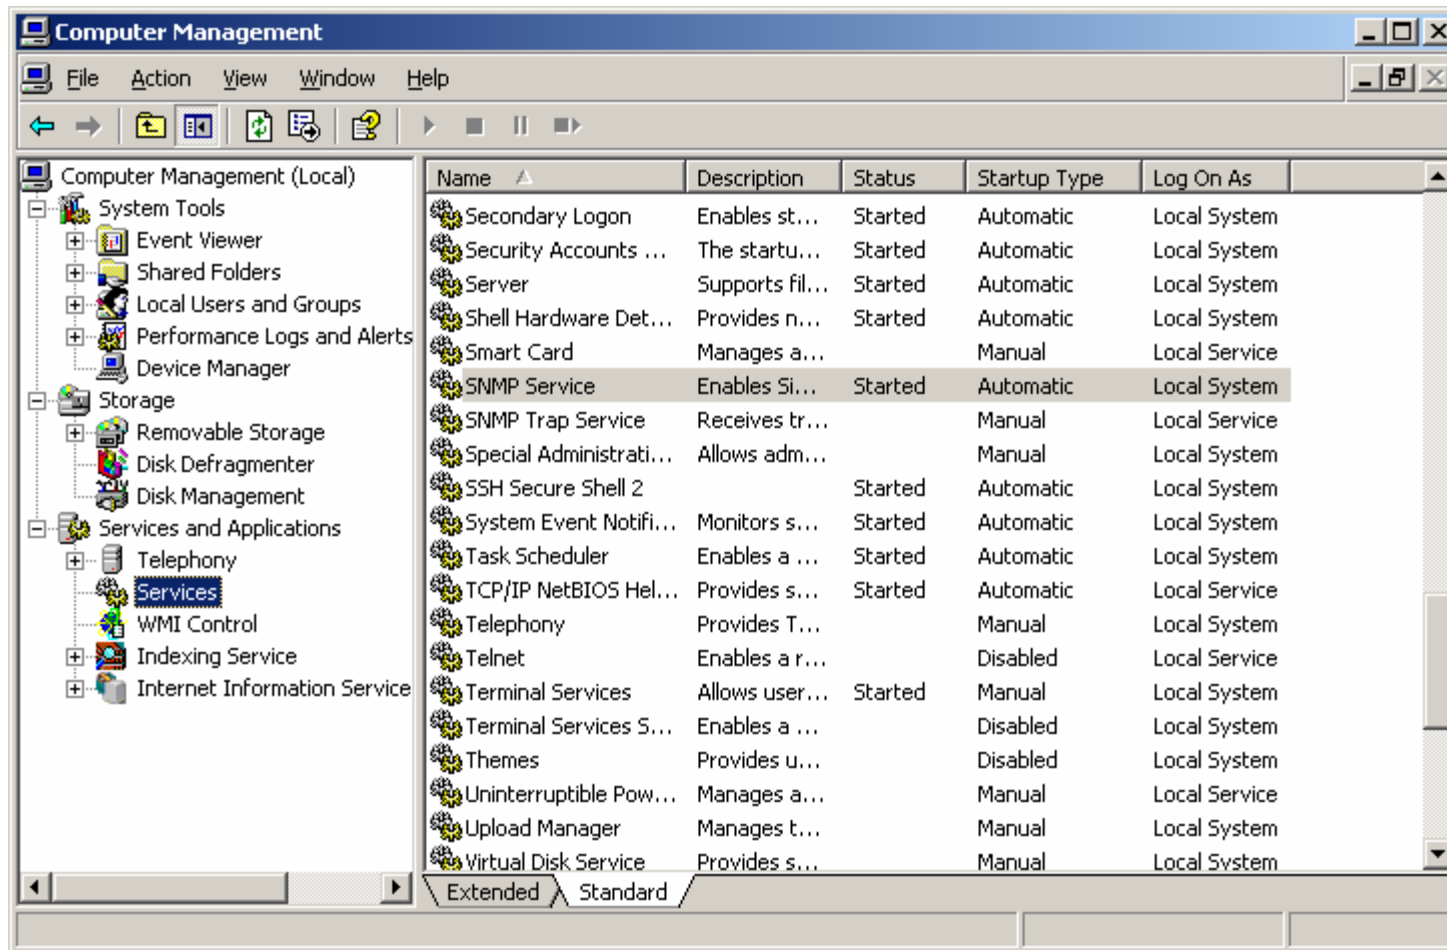 Computer Management
File Action View Window Help
Computer Management (Local)
System Tools
Event Viewer
Shared Folders
Local Users and Groups
Performance Logs and Alerts
Device Manager
Storage
Removable Storage
Disk Defragmenter
Disk Management
Services and Applications
Telephony
Services
WMI Control
Indexing Service
Internet Information Service
Name Description Status Startup Type Log On As
Secondary Logon Enables st... Started Automatic Local System
Security Accounts ... The startu... Started Automatic Local System
Server Supports fil... Started Automatic Local System
Shell Hardware Det... Provides n... Started Automatic Local System
Smart Card Manages a... Manual Local Service
SNMP Service Enables Si... Started Automatic Local System
SNMP Trap Service Receives tr... Manual Local Service
Special Administrati... Allows adm... Manual Local System
SSH Secure Shell 2 Started Automatic Local System
System Event Notifi... Monitors s... Started Automatic Local System
Task Scheduler Enables a ... Started Automatic Local System
TCP/IP NetBIOS Hel... Provides s... Started Automatic Local Service
Telephony Provides T... Manual Local System
Telnet Enables a r... Disabled Local Service
Terminal Services Allows user... Started Manual Local System
Terminal Services S... Enables a ... Disabled Local System
Themes Provides u... Disabled Local System
Uninterruptible Pow... Manages a... Manual Local Service
Upload Manager Manages t... Manual Local System
Virtual Disk Service Provides s... Manual Local System
Extended Standard